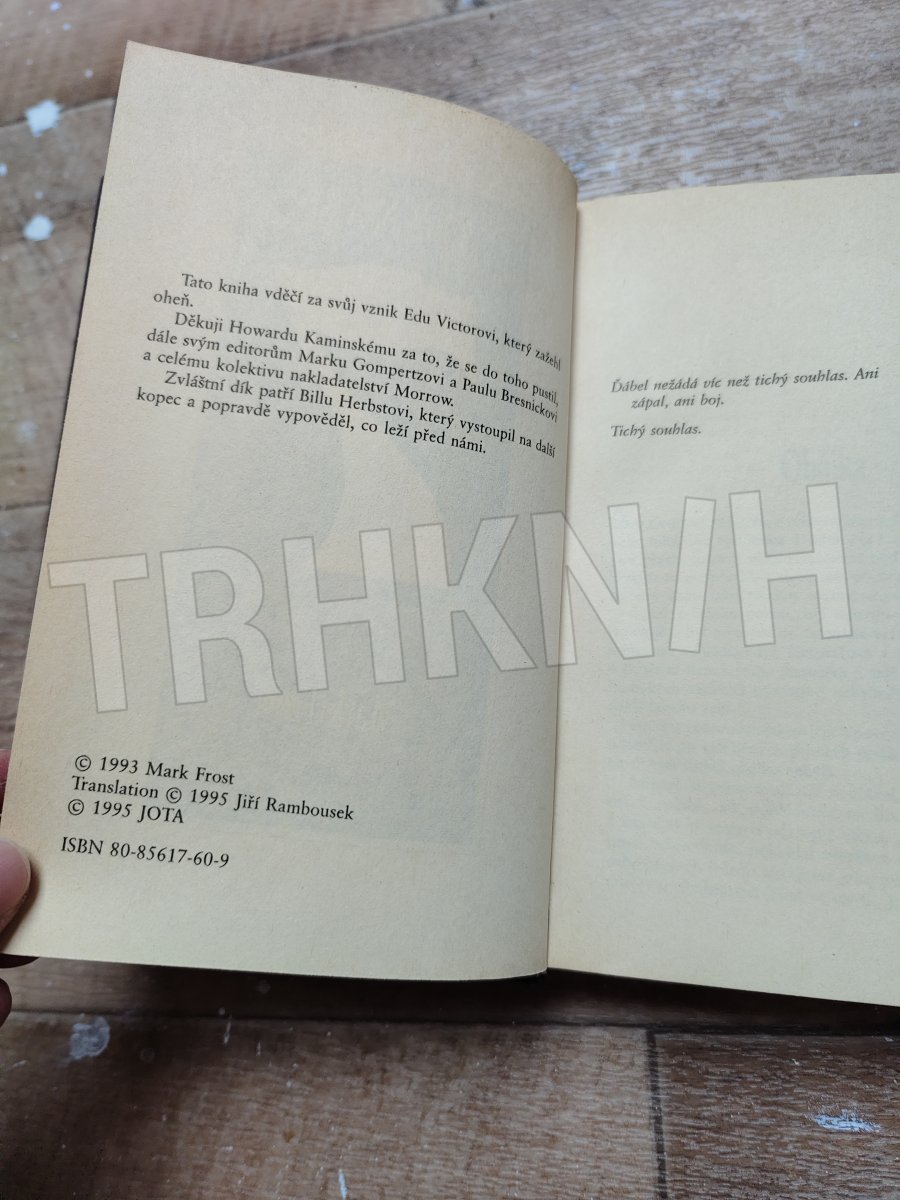 Tato kniha vděčí za svůj vznik Edu Victorovi, který zažehl
oheň.
Děkuji Howardu Kaminskému za to, že se do toho pustil,
dále svým editorům Marku Gompertzovi a Paulu Bresnickovi
a celému kolektivu nakladatelství Morrow.
Zvláštní dík patří Billu Herbstovi, který vystoupil na další
kopec a popravdě vypověděl, co leží před námi.
© 1993 Mark Frost
Translation © 1995 Jiří Rambousek
© 1995 JOTA
ISBN 80-85617-60-9
Ďábel nežádá víc než tichý souhlas. Ani
zápal, ani boj.
Tichý souhlas.
TRHKNIH